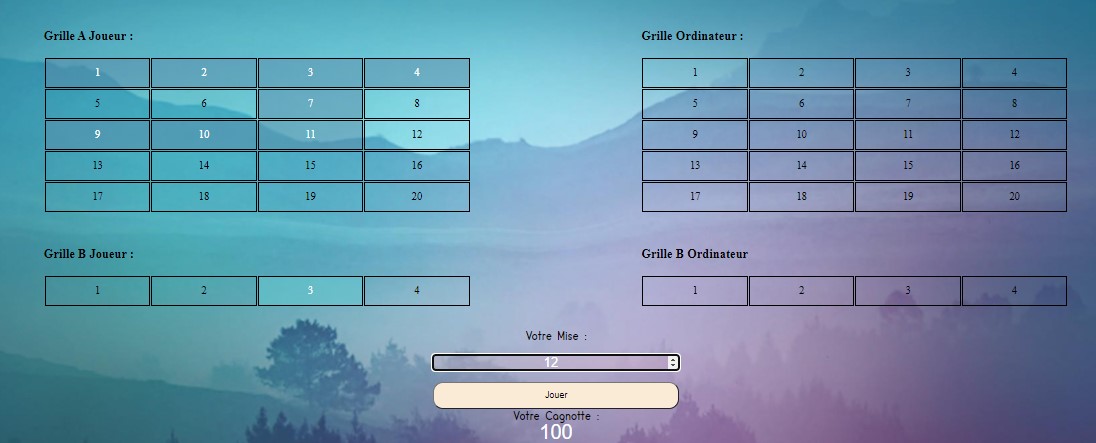 Grille A Joueur :
1 2 3 4
5 6 7 8
9 10 11 12
13 14 15 16
17 18 19 20
Grille Ordinateur :
1 2 3 4
5 6 7 8
9 10 11 12
13 14 15 16
17 18 19 20
Grille B Joueur :
1 2 3 4
Grille B Ordinateur
1 2 3 4
Votre Mise :
12
Jouer
Votre Cagnotte :
100